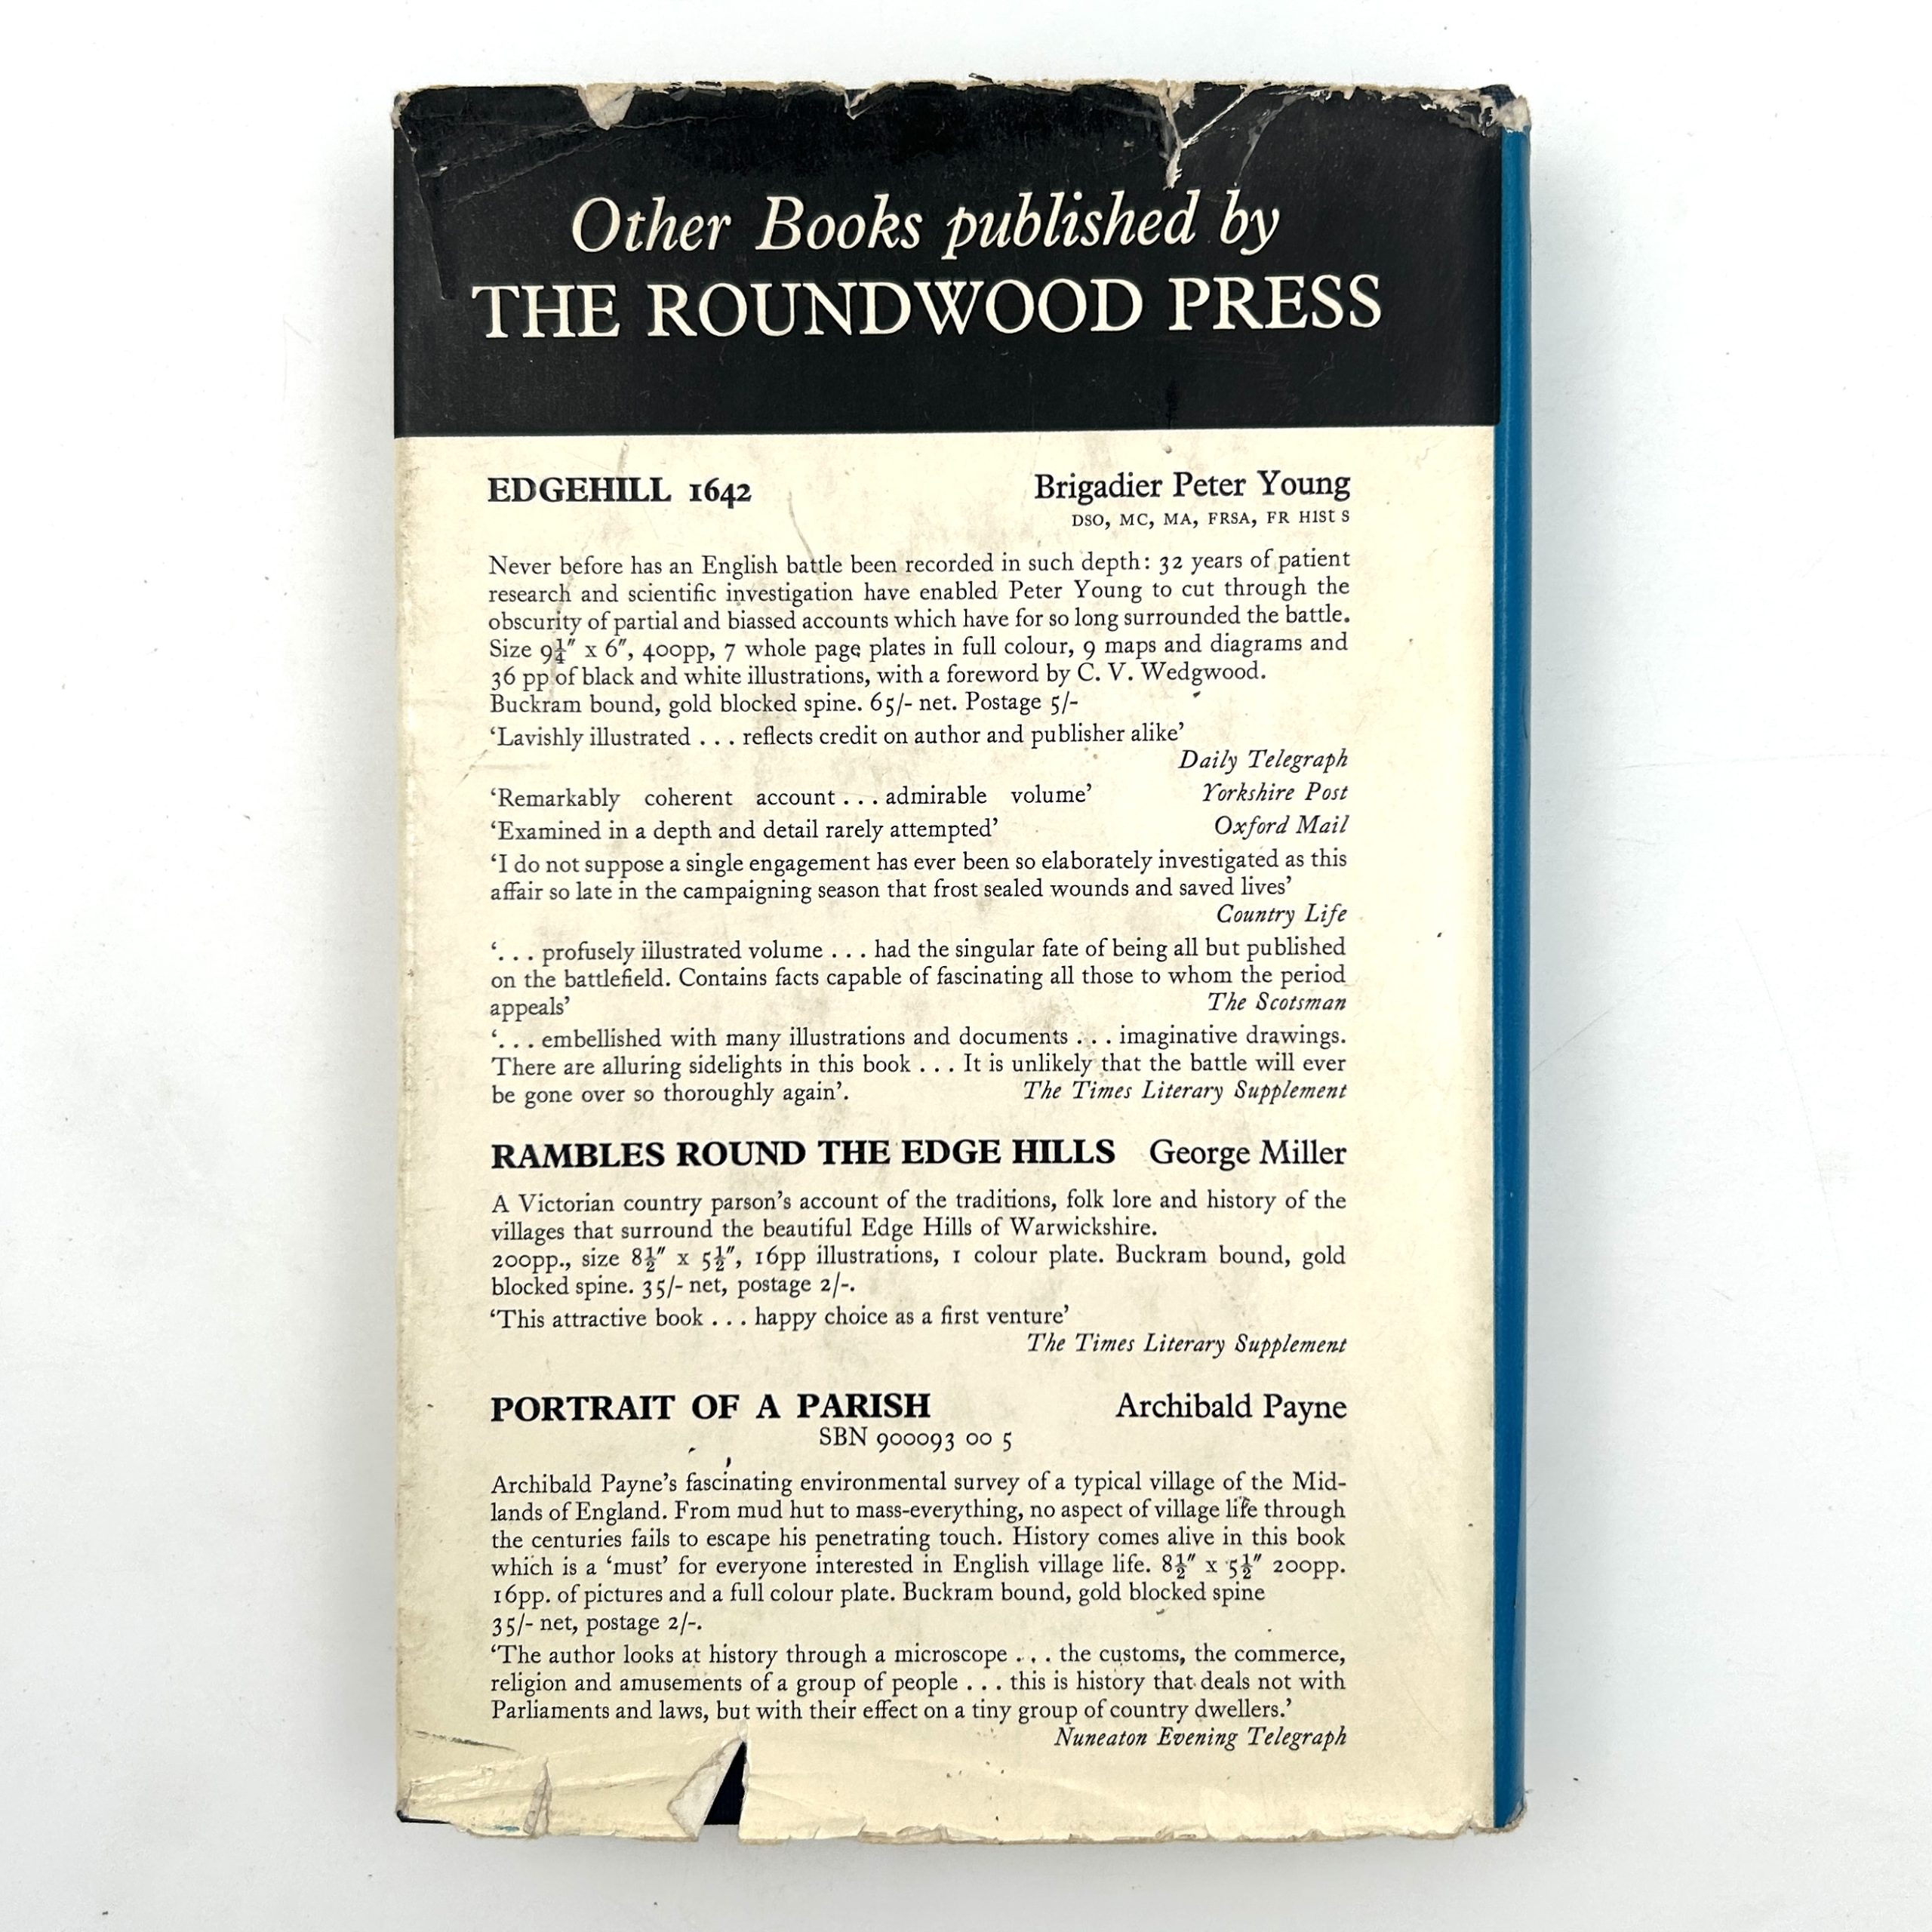 Other Books published by
THE ROUNDWOOD PRESS
EDGEHILL 1642 Brigadier Peter Young
DSO, MC, MA, FRSA, FR HISt S
Never before has an English battle been recorded in such depth: 32 years of patient
research and scientific investigation have enabled Peter Young to cut through the
obscurity of partial and biassed accounts which have for so long surrounded the battle.
Size 9¼″ x 6″, 400pp, 7 whole page plates in full colour, 9 maps and diagrams and
36 pp of black and white illustrations, with a foreword by C. V. Wedgwood.
Buckram bound, gold blocked spine. 65/- net. Postage 5/-
‘Lavishly illustrated . . . reflects credit on author and publisher alike’
Daily Telegraph
‘Remarkably coherent account . . . admirable volume’ Yorkshire Post
‘Examined in a depth and detail rarely attempted’ Oxford Mail
‘I do not suppose a single engagement has ever been so elaborately investigated as this
affair so late in the campaigning season that frost sealed wounds and saved lives’
Country Life
‘. . . profusely illustrated volume . . . had the singular fate of being all but published
on the battlefield. Contains facts capable of fascinating all those to whom the period
appeals’ The Scotsman
‘. . . embellished with many illustrations and documents . . . imaginative drawings.
There are alluring sidelights in this book . . . It is unlikely that the battle will ever
be gone over so thoroughly again’. The Times Literary Supplement
RAMBLES ROUND THE EDGE HILLS George Miller
A Victorian country parson’s account of the traditions, folk lore and history of the
villages that surround the beautiful Edge Hills of Warwickshire.
200pp., size 8½″ x 5½″, 16pp illustrations, 1 colour plate. Buckram bound, gold
blocked spine. 35/- net, postage 2/-.
‘This attractive book . . . happy choice as a first venture’
The Times Literary Supplement
PORTRAIT OF A PARISH Archibald Payne
SBN 900093 00 5
Archibald Payne’s fascinating environmental survey of a typical village of the Mid-
lands of England. From mud hut to mass-everything, no aspect of village life through
the centuries fails to escape his penetrating touch. History comes alive in this book
which is a ‘must’ for everyone interested in English village life. 8½″ x 5½″ 200pp.
16pp. of pictures and a full colour plate. Buckram bound, gold blocked spine
35/- net, postage 2/-.
‘The author looks at history through a microscope . . . the customs, the commerce,
religion and amusements of a group of people . . . this is history that deals not with
Parliaments and laws, but with their effect on a tiny group of country dwellers.’
Nuneaton Evening Telegraph